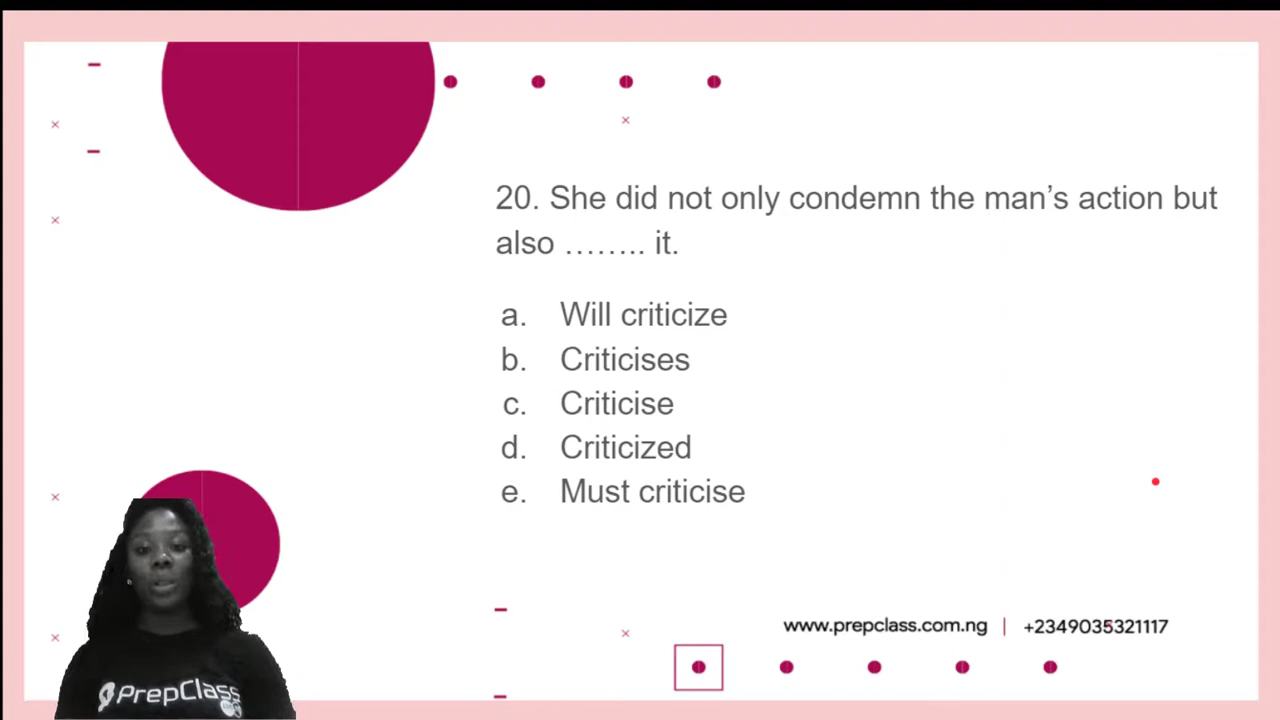 20. She did not only condemn the man’s action but
also …….. it.
a. Will criticize
b. Criticises
c. Criticise
d. Criticized
e. Must criticise
www.prepclass.com.ng | +2349035321117
PrepClass